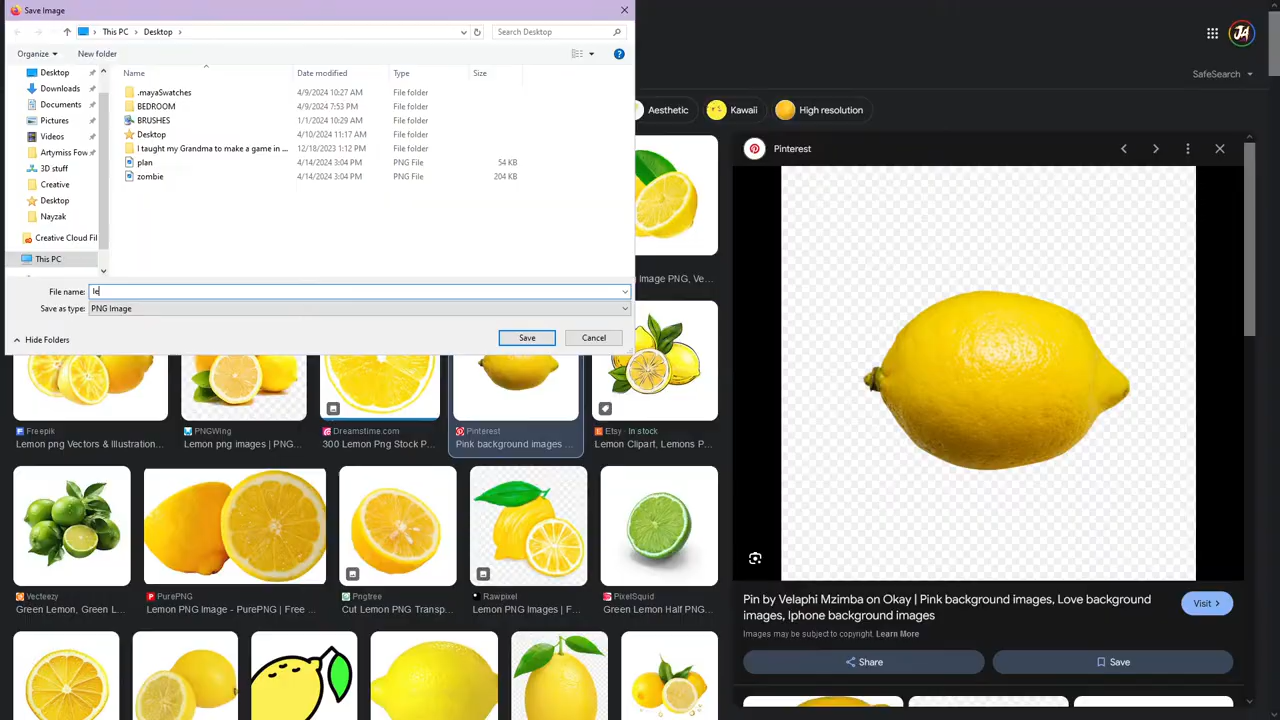 Save Image
This PC > Desktop >
Search Desktop
Organize
New folder
Desktop
Downloads
Documents
Pictures
Videos
Artymiss Fow
3D stuff
Creative
Desktop
Nayzak
Creative Cloud Fil
This PC
Name Date modified Type Size
.mayaSwatches 4/9/2024 10:27 AM File folder
BEDROOM 4/9/2024 7:53 PM File folder
BRUSHES 1/1/2024 10:29 AM File folder
Desktop 4/10/2024 11:17 AM File folder
I taught my Grandma to make a game in ... 12/18/2023 1:12 PM File folder
plan 4/14/2024 3:04 PM PNG File 54 KB
zombie 4/14/2024 3:04 PM PNG File 204 KB
File name: le
Save as type: PNG Image
Hide Folders
Save
Cancel
SafeSearch
Aesthetic
Kawaii
High resolution
Image PNG, Ve...
Freepik
Lemon png Vectors & Illustration...
PNGWing
Lemon png images | PNG...
Dreamstime.com
300 Lemon Png Stock P...
Pinterest
Pink background images ...
Etsy · In stock
Lemon Clipart, Lemons P...
Vecteezy
Green Lemon, Green L...
PurePNG
Lemon PNG Image - PurePNG | Free ...
Pngtree
Cut Lemon PNG Transp...
Rawpixel
Lemon PNG Images | F...
PixelSquid
Green Lemon Half PNG...
Pinterest
Pin by Velaphi Mzimba on Okay | Pink background images, Love background
images, Iphone background images
Visit >
Images may be subject to copyright. Learn More
Share
Save